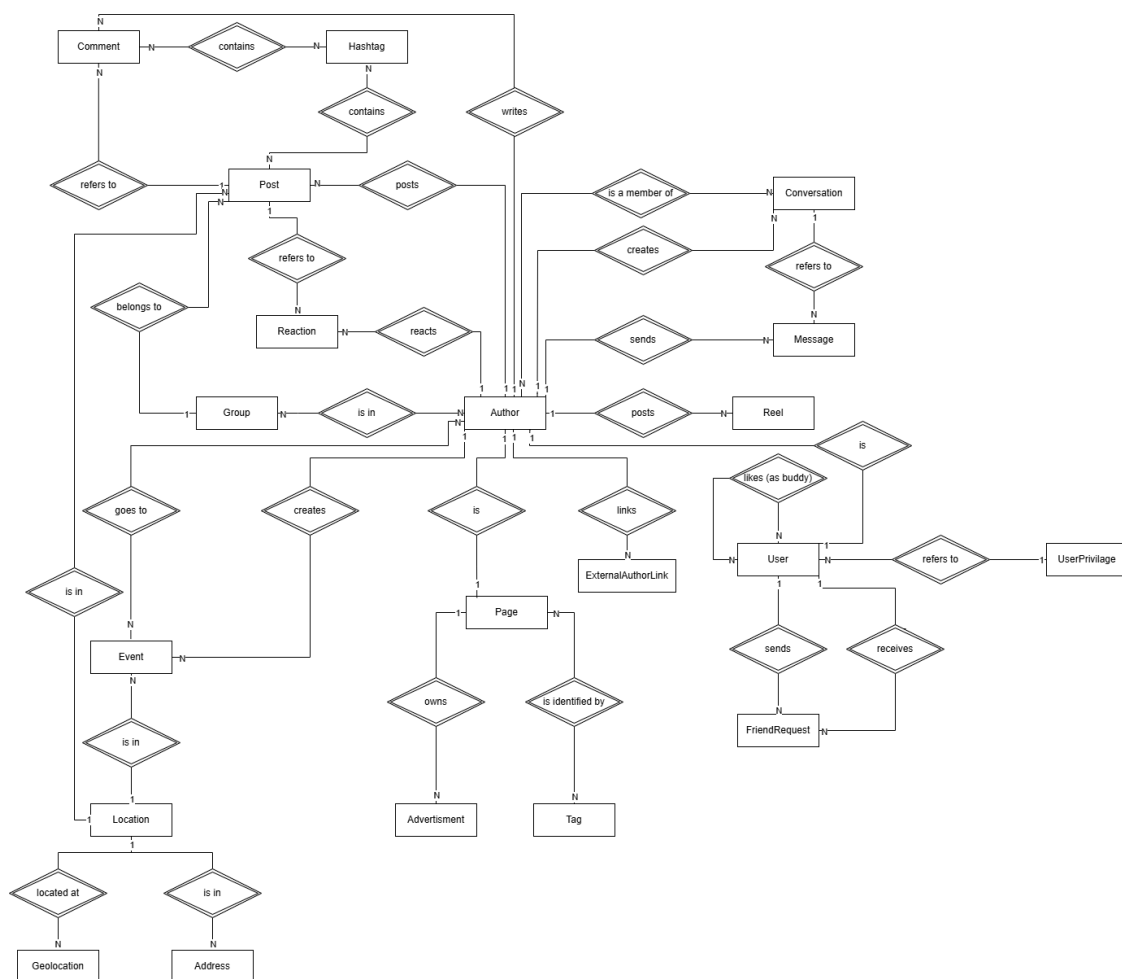 N
N
Comment
N
contains
N
Hashtag
N
N
contains
writes
N
refers to
1
Post
N
posts
N
N
1
is a member of
N
Conversation
N
1
creates
refers to
refers to
belongs to
N
N
Reaction
N
reacts
sends
N
Message
1
1
1
N
1
1
1
Group
N
is in
N
Author
1
posts
N
Reel
N
1
1
1
1
is
likes (as buddy)
goes to
creates
is
links
N
1
N
User
N
refers to
1
UserPrivilage
N
ExternalAuthorLink
1
1
1
is in
1
Page
N
N
Event
N
sends
receives
owns
is identified by
N
N
FriendRequest
N
is in
1
N
N
1
Location
Advertisment
Tag
1
located at
is in
N
N
Geolocation
Address